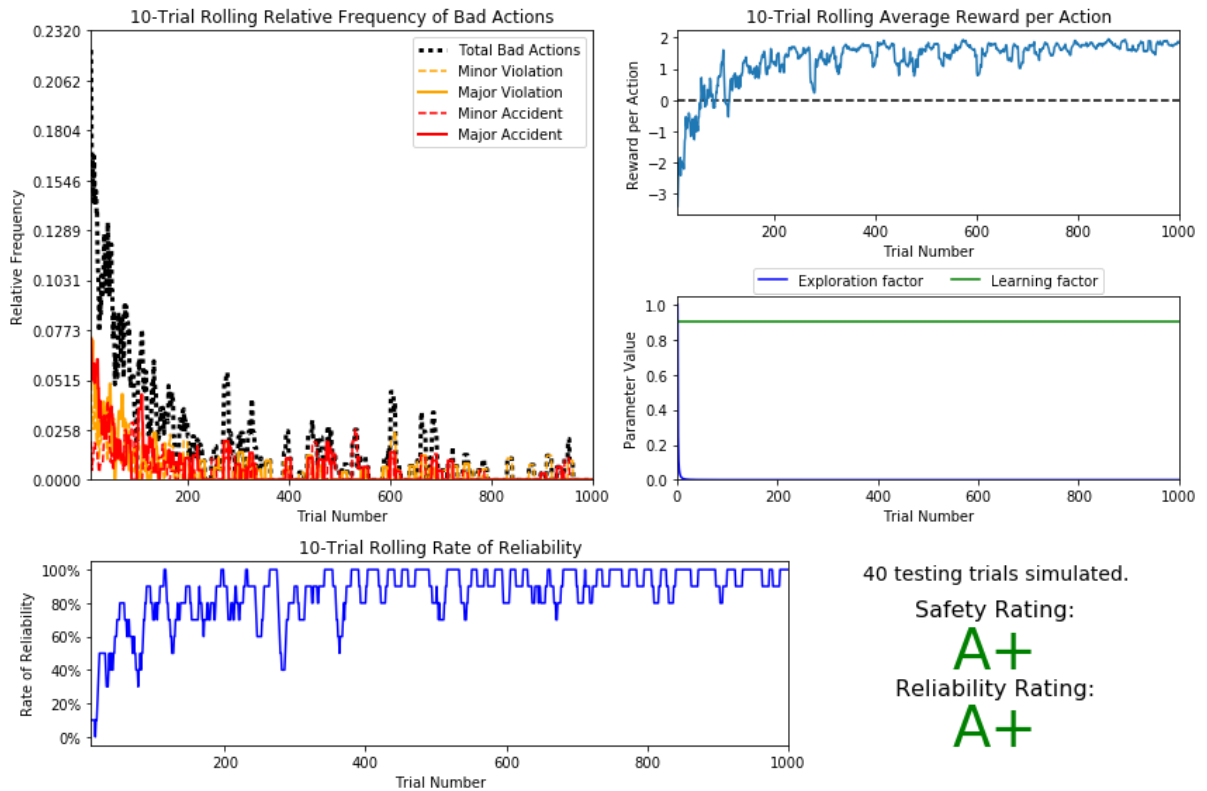 10-Trial Rolling Relative Frequency of Bad Actions
0.2320
0.2062
0.1804
0.1546
0.1289
0.1031
0.0773
0.0515
0.0258
0.0000
Relative Frequency
Total Bad Actions
Minor Violation
Major Violation
Minor Accident
Major Accident
200 400 600 800 1000
Trial Number
10-Trial Rolling Average Reward per Action
2
1
0
−1
−2
−3
Reward per Action
200 400 600 800 1000
Trial Number
Exploration factor Learning factor
1.0
0.8
0.6
0.4
0.2
0.0
Parameter Value
0 200 400 600 800 1000
Trial Number
10-Trial Rolling Rate of Reliability
100%
80%
60%
40%
20%
0%
Rate of Reliability
200 400 600 800 1000
Trial Number
40 testing trials simulated.
Safety Rating:
A+
Reliability Rating:
A+